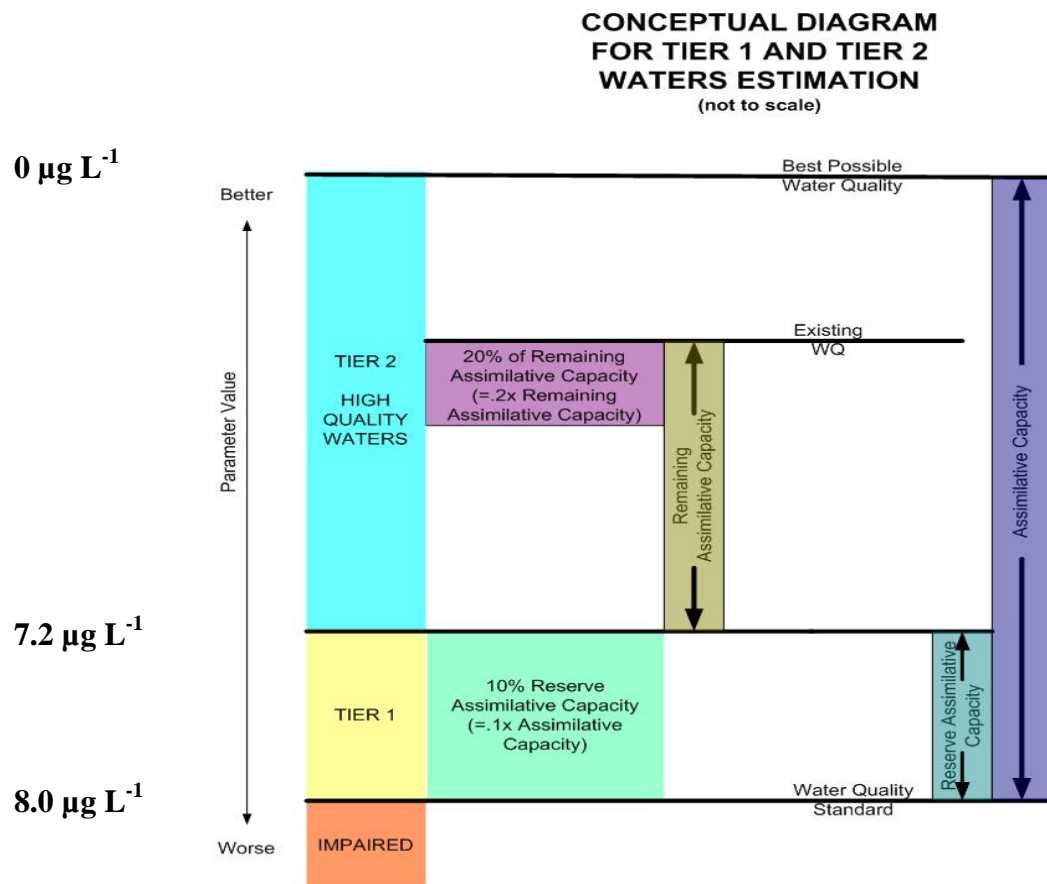 CONCEPTUAL DIAGRAM
FOR TIER 1 AND TIER 2
WATERS ESTIMATION
(not to scale)
0 µg L-1
Better
Best Possible
Water Quality
Existing
WQ
TIER 2
HIGH
QUALITY
WATERS
20% of Remaining
Assimilative Capacity
(=.2x Remaining
Assimilative Capacity)
Remaining
Assimilative Capacity
Assimilative Capacity
Parameter Value
7.2 µg L-1
TIER 1
10% Reserve
Assimilative Capacity
(=.1x Assimilative
Capacity)
Reserve Assimilative
Capacity
8.0 µg L-1
Water Quality
Standard
Worse
IMPAIRED